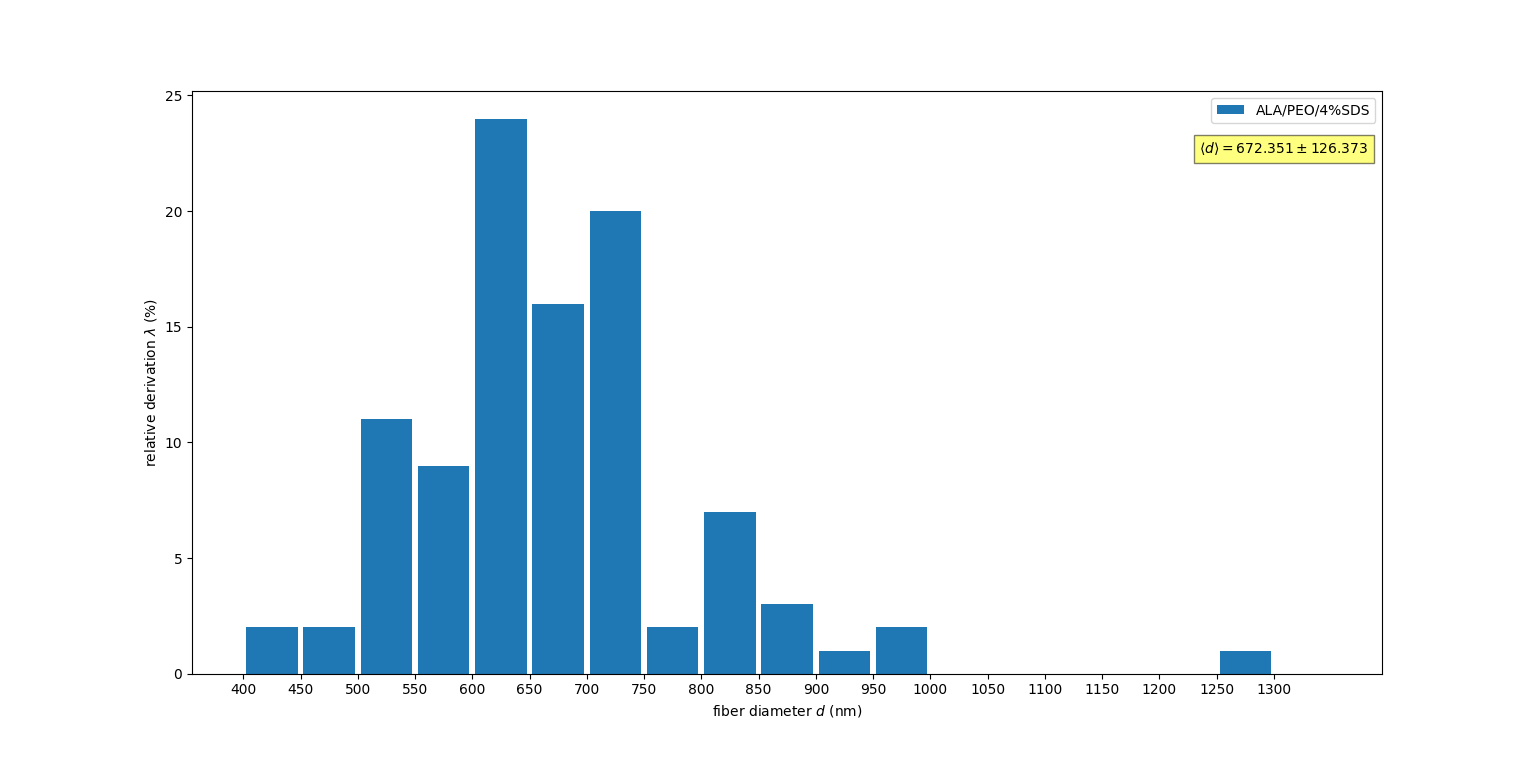 ALA/PEO/4%SDS
⟨d⟩ = 672.351 ± 126.373
25
20
15
10
5
0
relative derivation λ (%)
400 450 500 550 600 650 700 750 800 850 900 950 1000 1050 1100 1150 1200 1250 1300
fiber diameter d (nm)